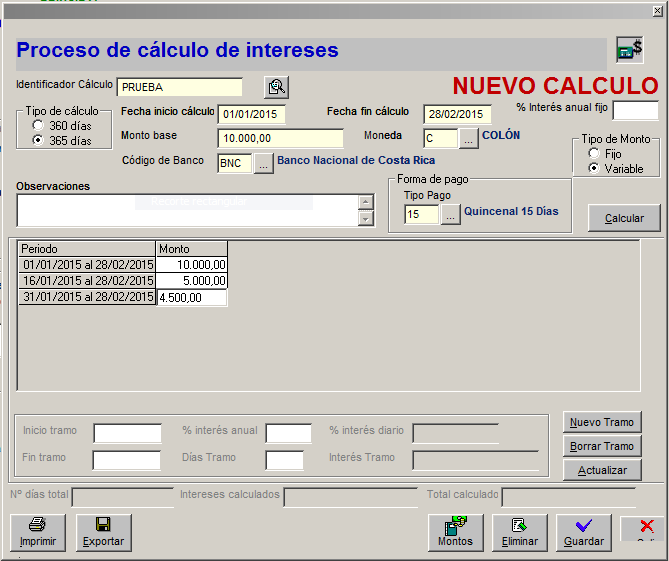 Proceso de cálculo de intereses
Identificador Cálculo PRUEBA
NUEVO CALCULO
Tipo de cálculo
360 días
365 días
Fecha inicio cálculo 01/01/2015 Fecha fin cálculo 28/02/2015 % Interés anual fijo
Monto base 10.000,00 Moneda C ... COLÓN
Tipo de Monto
Fijo
Variable
Código de Banco BNC ... Banco Nacional de Costa Rica
Observaciones
Recorte rectangular
Forma de pago
Tipo Pago
15 ... Quincenal 15 Días
Calcular
Periodo Monto
01/01/2015 al 28/02/2015 10.000,00
16/01/2015 al 28/02/2015 5.000,00
31/01/2015 al 28/02/2015 4.500,00
Inicio tramo % interés anual % interés diario
Fin tramo Días Tramo Interés Tramo
Nuevo Tramo
Borrar Tramo
Actualizar
Nº días total Intereses calculados Total calculado
Imprimir Exportar Montos Eliminar Guardar